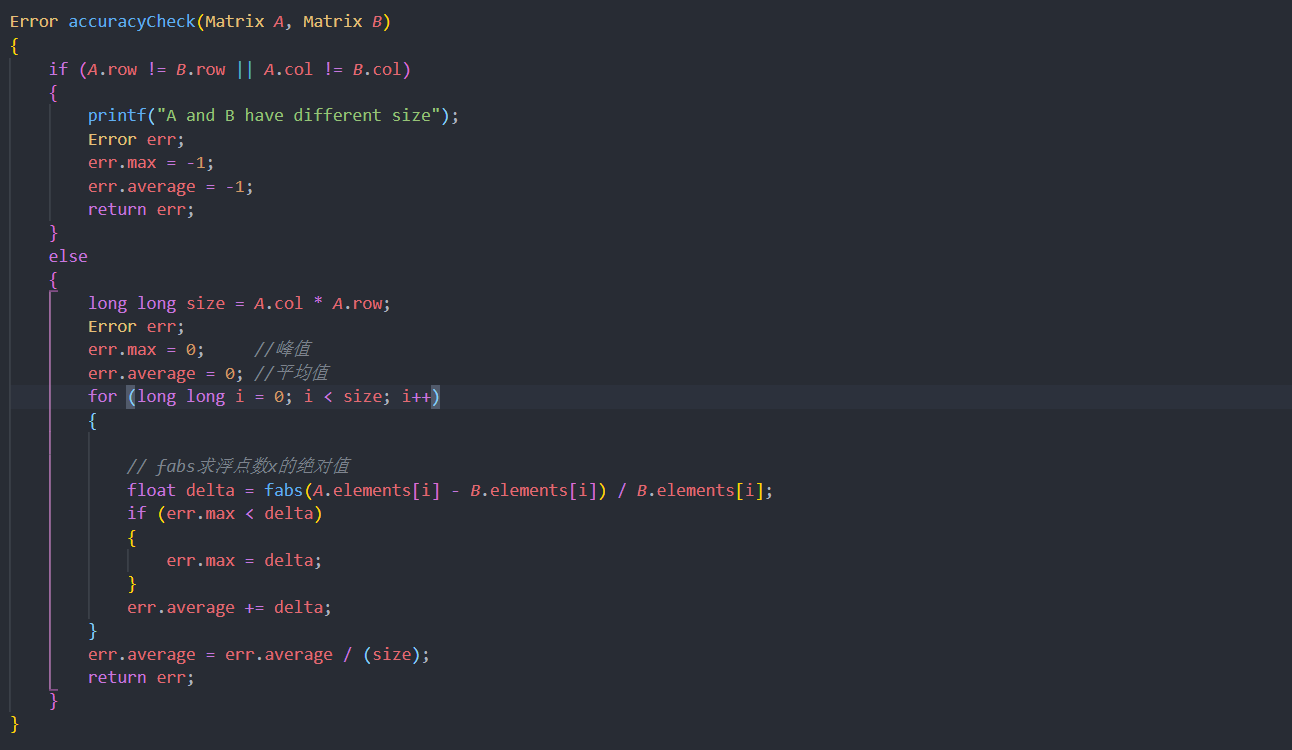 Error accuracyCheck(Matrix A, Matrix B)
{
    if (A.row != B.row || A.col != B.col)
    {
        printf("A and B have different size");
        Error err;
        err.max = -1;
        err.average = -1;
        return err;
    }
    else
    {
        long long size = A.col * A.row;
        Error err;
        err.max = 0;     //峰值
        err.average = 0; //平均值
        for (long long i = 0; i < size; i++)
        {

            // fabs求浮点数x的绝对值
            float delta = fabs(A.elements[i] - B.elements[i]) / B.elements[i];
            if (err.max < delta)
            {
                err.max = delta;
            }
            err.average += delta;
        }
        err.average = err.average / (size);
        return err;
    }
}